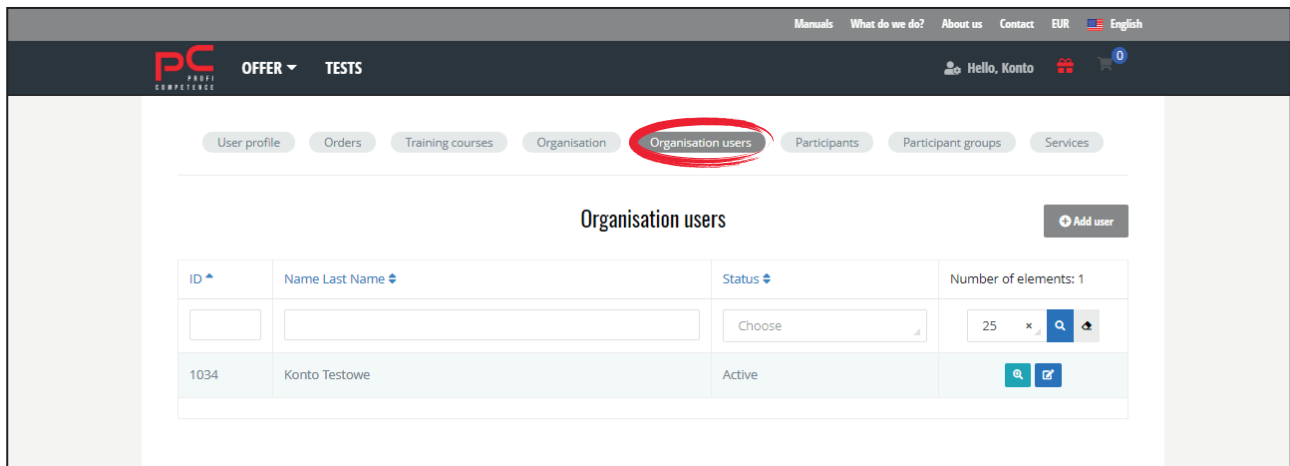 Manuals What do we do? About us Contact EUR English
PC PROFI COMPETENCE OFFER TESTS Hello, Konto 0
User profile Orders Training courses Organisation Organisation users Participants Participant groups Services
Organisation users Add user
ID Name Last Name Status Number of elements: 1
Choose 25 ×
1034 Konto Testowe Active